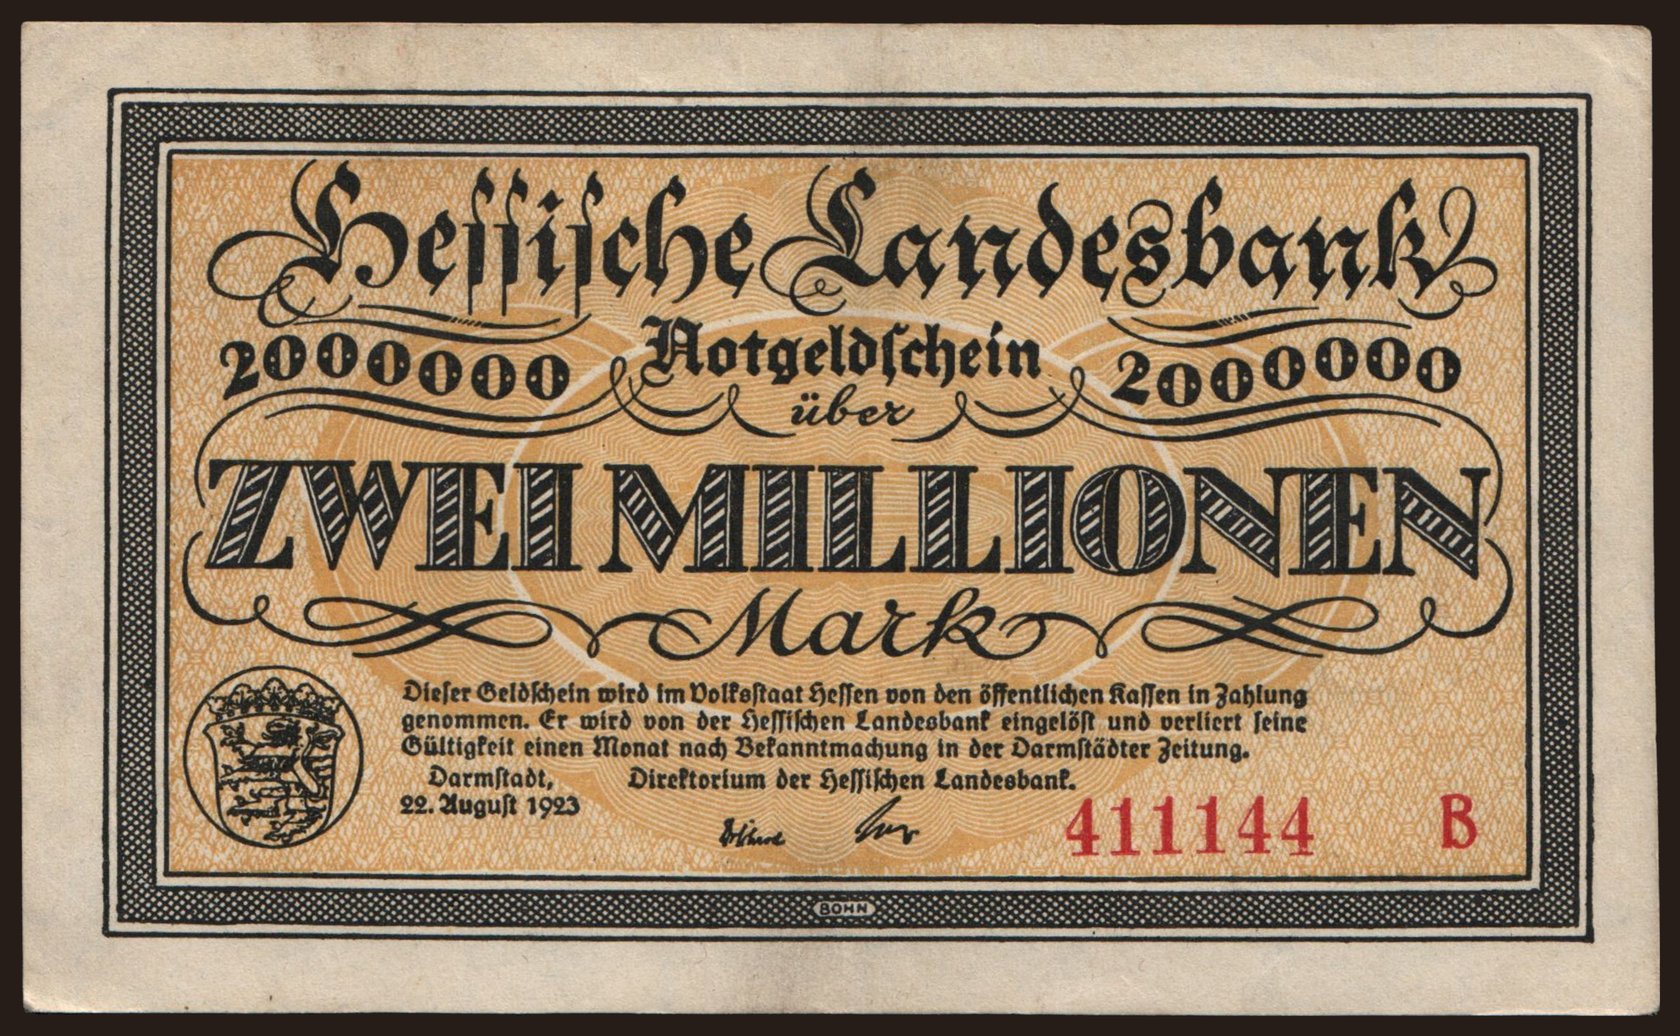 Hessische Landesbank
2000000 Notgeldschein 2000000
über
ZWEI MILLIONEN
Mark
Dieser Geldschein wird im Volksstaat Hessen von den öffentlichen Kassen in Zahlung
genommen. Er wird von der Hessischen Landesbank eingelöst und verliert seine
Gültigkeit einen Monat nach Bekanntmachung in der Darmstädter Zeitung.
Darmstadt, Direktorium der Hessischen Landesbank.
22. August 1923
411144 B
BOHN